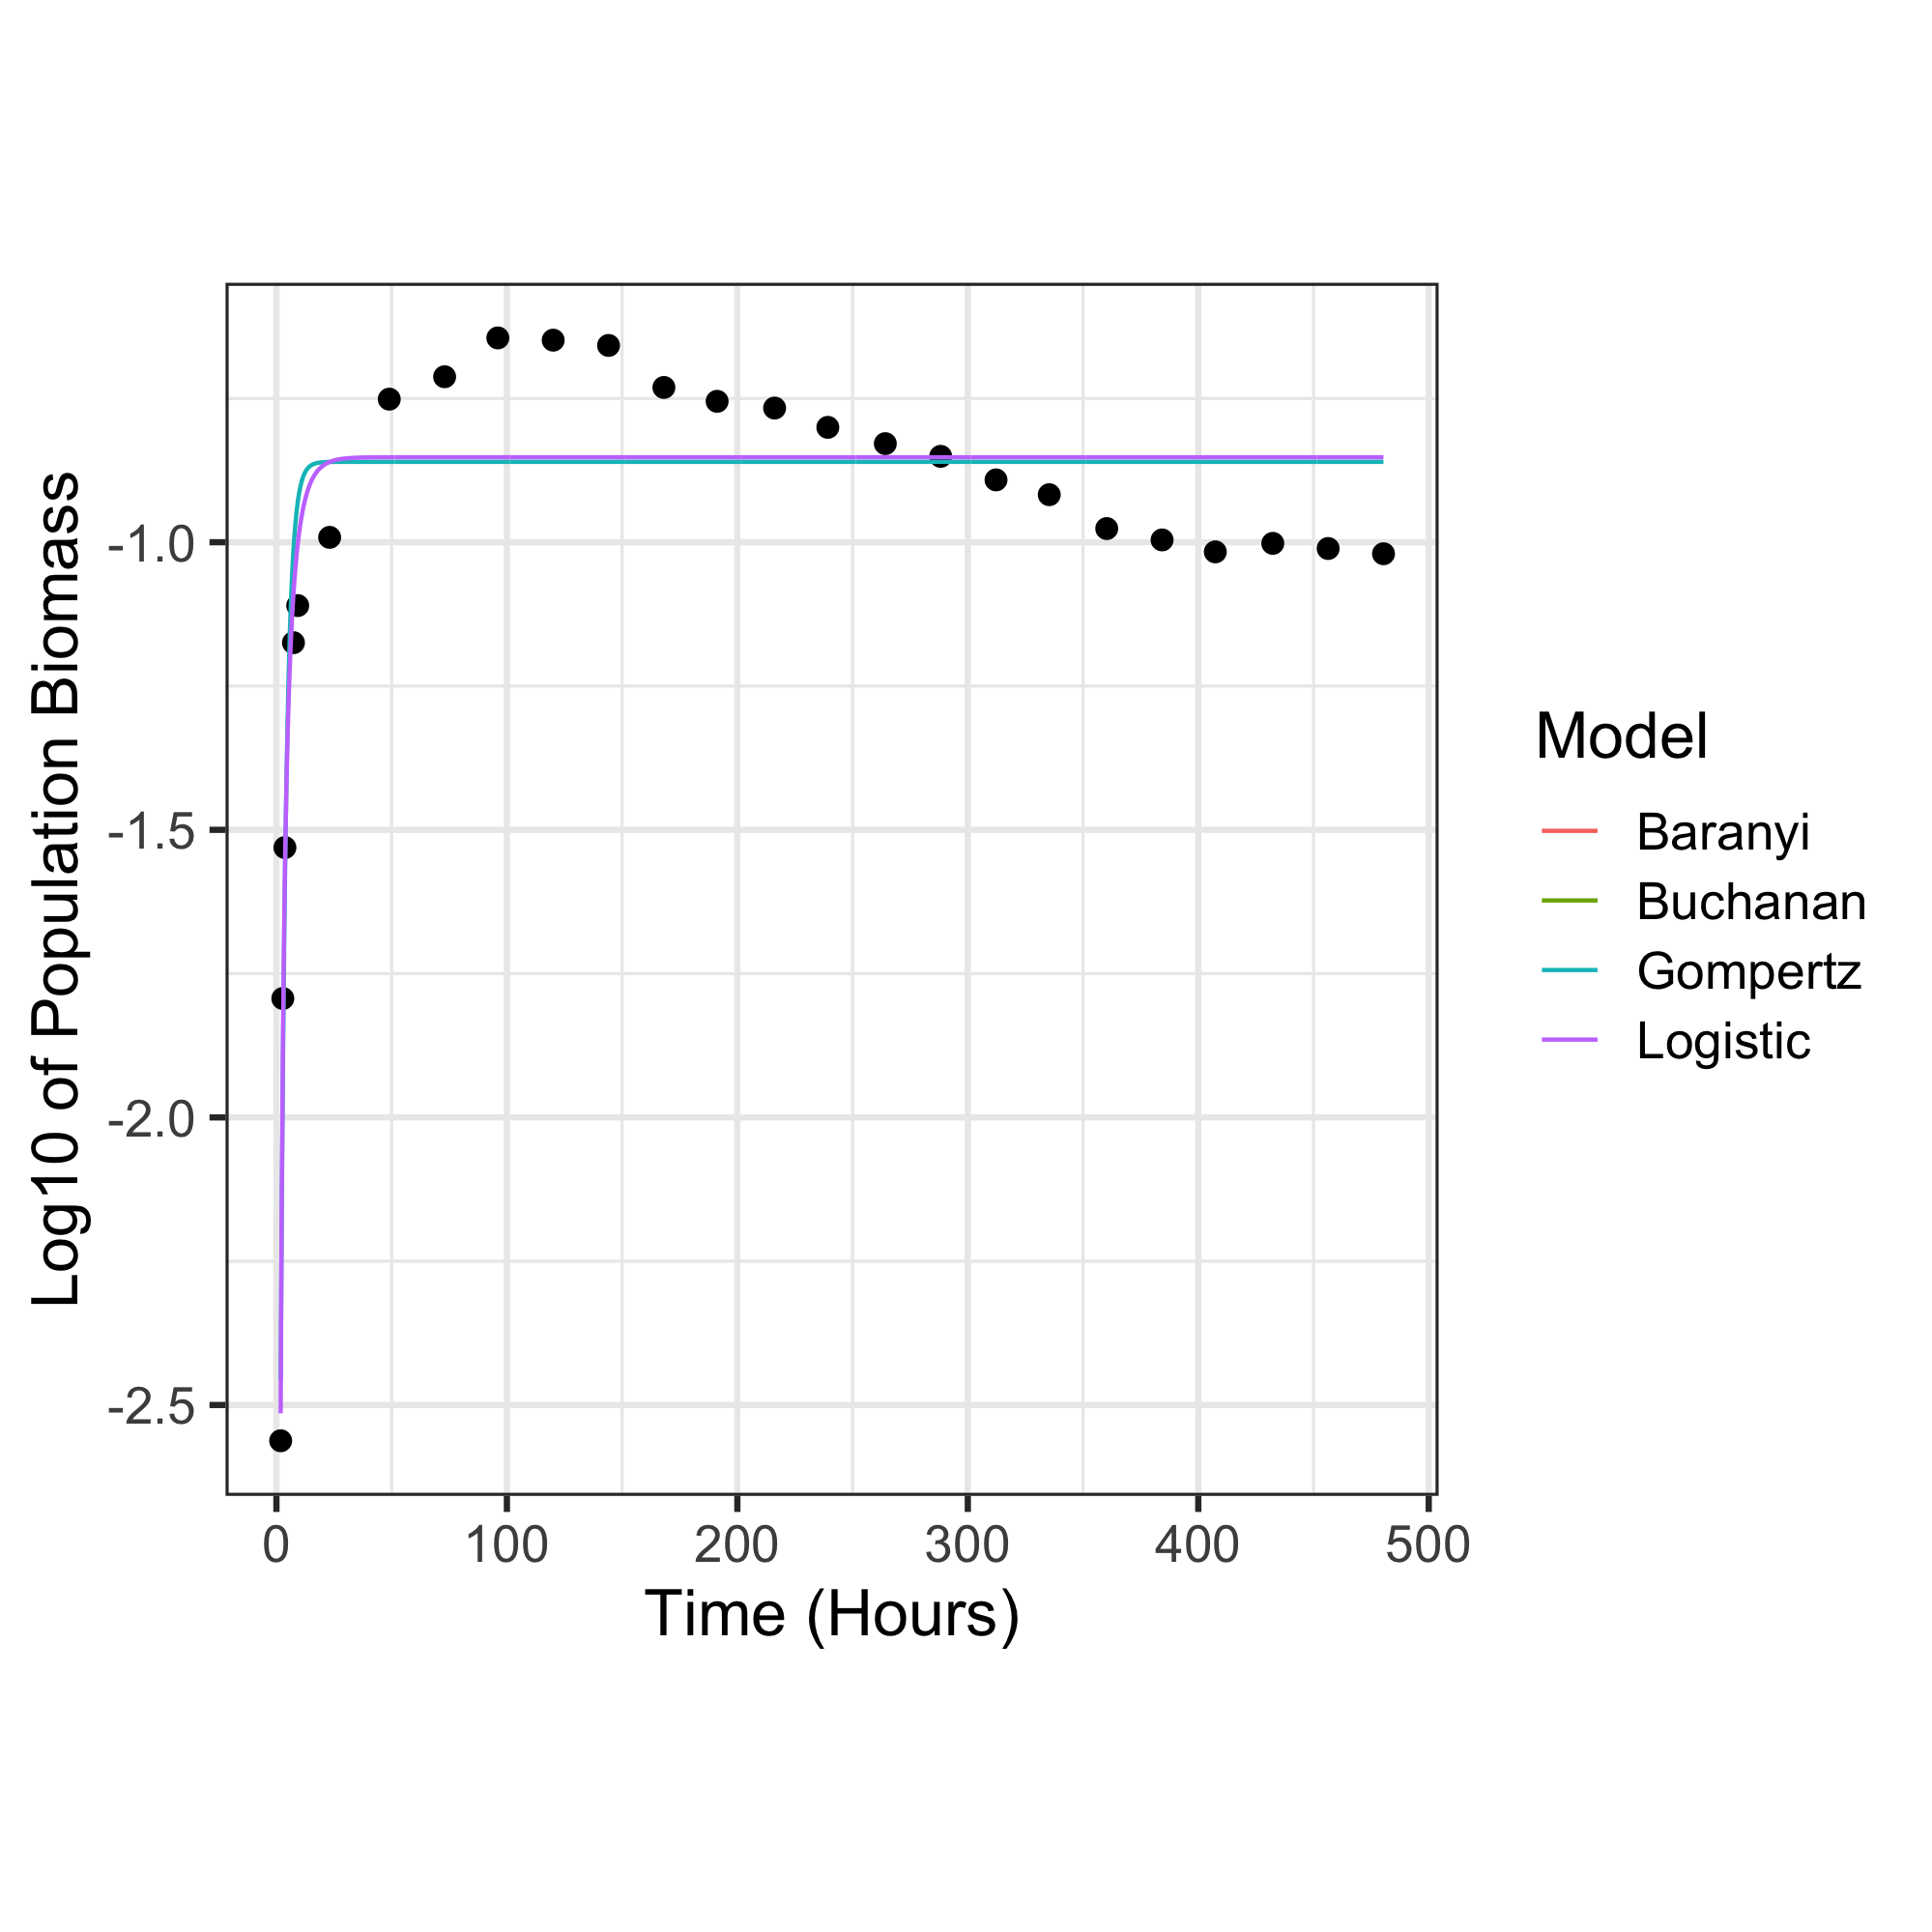 Log10 of Population Biomass
-1.0
-1.5
-2.0
-2.5
0 100 200 300 400 500
Time (Hours)
Model
Baranyi
Buchanan
Gompertz
Logistic